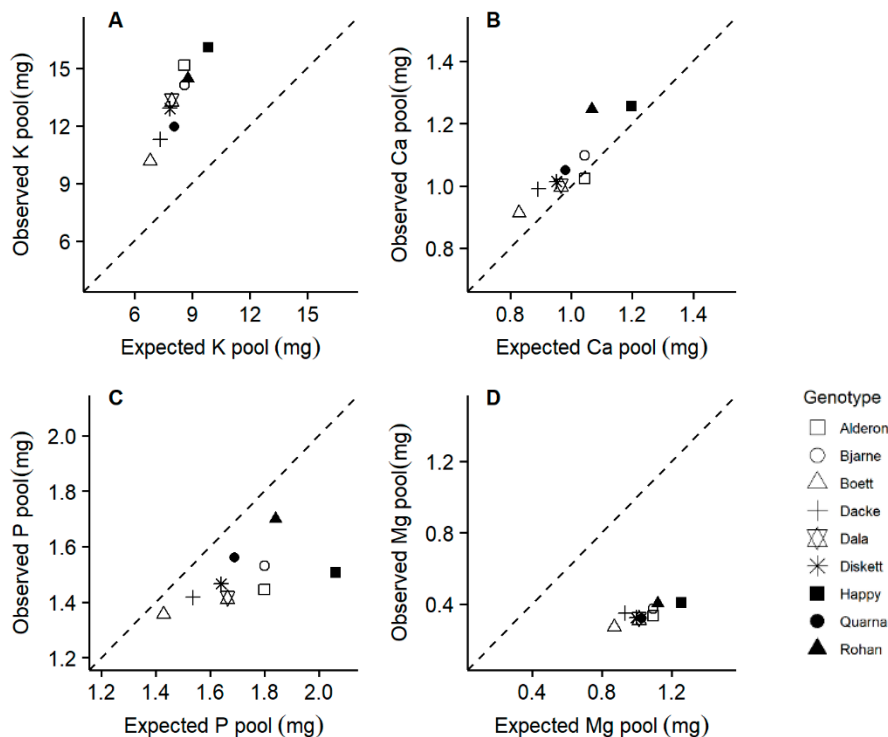 A
Observed K pool(mg)
15
12
9
6
6 9 12 15
Expected K pool (mg)
B
Observed Ca pool(mg)
1.4
1.2
1.0
0.8
0.8 1.0 1.2 1.4
Expected Ca pool (mg)
C
Observed P pool(mg)
2.0
1.8
1.6
1.4
1.2
1.2 1.4 1.6 1.8 2.0
Expected P pool (mg)
D
Observed Mg pool(mg)
1.2
0.8
0.4
0.4 0.8 1.2
Expected Mg pool (mg)
Genotype
Alderon
Bjarne
Boett
Dacke
Dala
Diskett
Happy
Quarna
Rohan